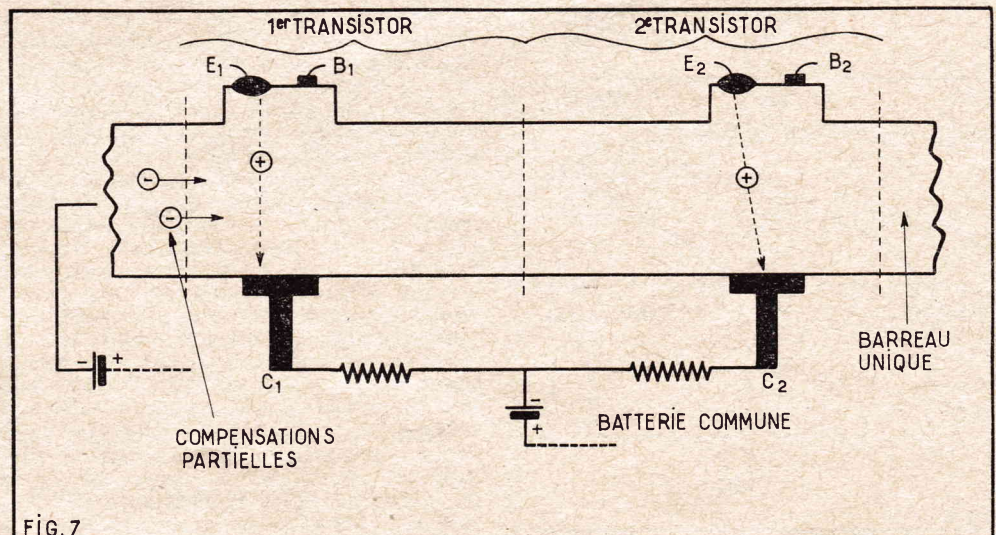 1er TRANSISTOR
2e TRANSISTOR
E1
B1
E2
B2
+
+
-
-
- +
C1
C2
-
+
BARREAU
UNIQUE
BATTERIE COMMUNE
COMPENSATIONS
PARTIELLES
FIG. 7